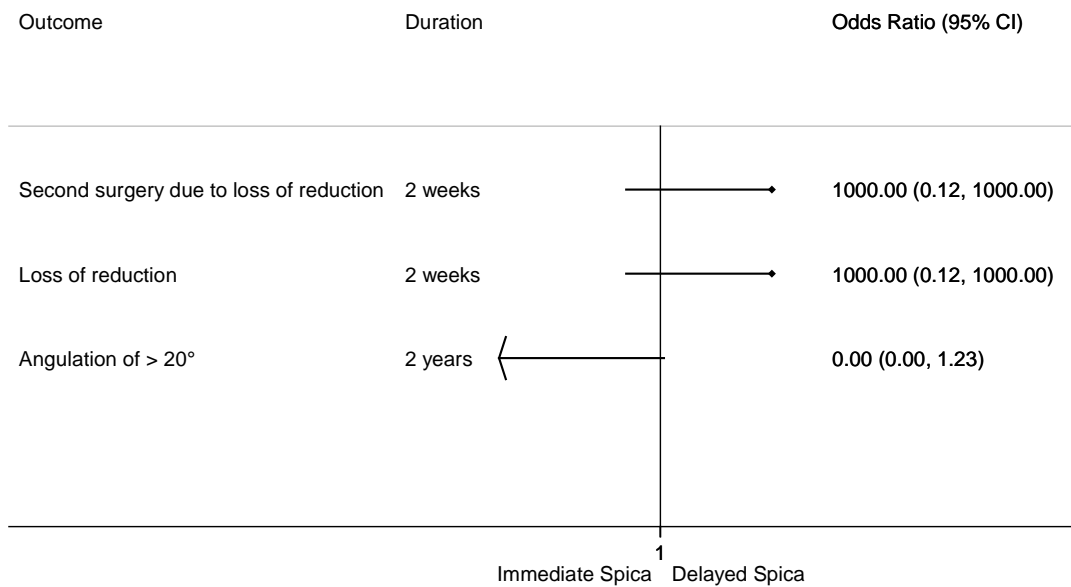 Outcome Duration Odds Ratio (95% CI)
Second surgery due to loss of reduction 2 weeks 1000.00 (0.12, 1000.00)
Loss of reduction 2 weeks 1000.00 (0.12, 1000.00)
Angulation of > 20° 2 years 0.00 (0.00, 1.23)
1
Immediate Spica Delayed Spica